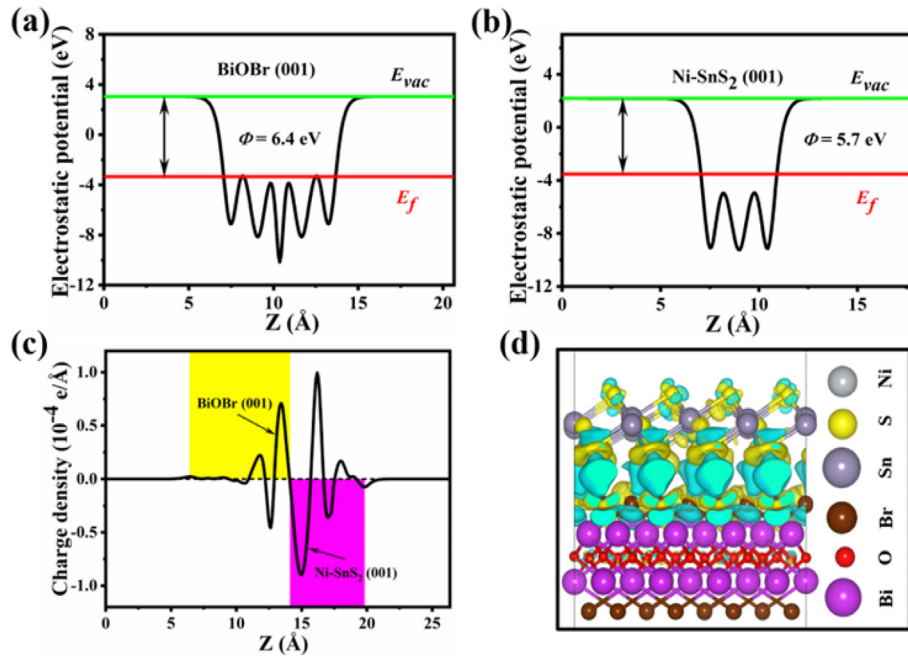 (a)
Electrostatic potential (eV)
8
4
0
-4
-8
-12
BiOBr (001)
E_vac
Φ = 6.4 eV
E_f
0 5 10 15 20
Z (Å)
(b)
Electrostatic potential (eV)
4
0
-4
-8
-12
Ni-SnS₂ (001)
E_vac
Φ = 5.7 eV
E_f
0 5 10 15
Z (Å)
(c)
Charge density (10⁻⁴ e/Å)
1.0
0.5
0.0
-0.5
-1.0
BiOBr (001)
Ni-SnS₂ (001)
0 5 10 15 20 25
Z (Å)
(d)
Ni
S
Sn
Br
O
Bi